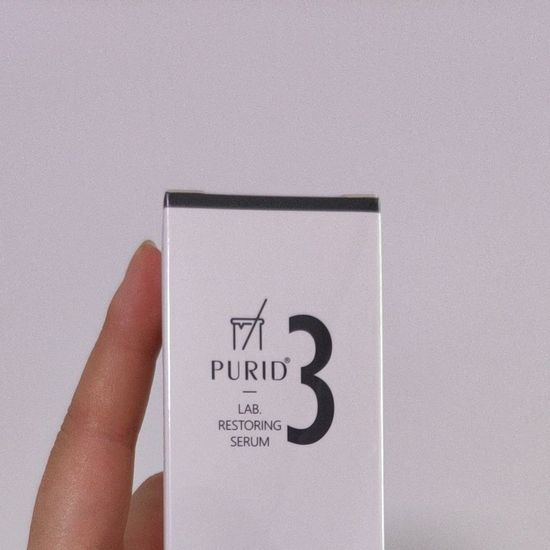 PURID®
3
LAB.
RESTORING
SERUM